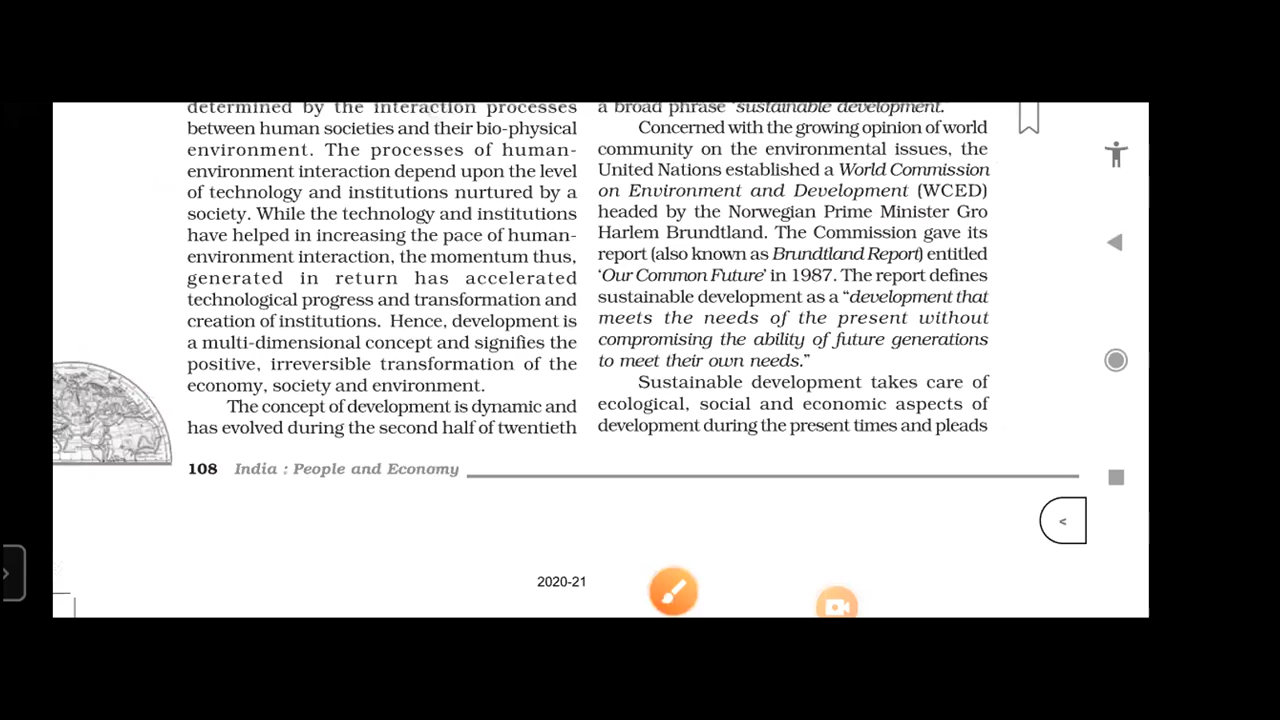 determined by the interaction processes
between human societies and their bio-physical
environment. The processes of human-
environment interaction depend upon the level
of technology and institutions nurtured by a
society. While the technology and institutions
have helped in increasing the pace of human-
environment interaction, the momentum thus,
generated in return has accelerated
technological progress and transformation and
creation of institutions. Hence, development is
a multi-dimensional concept and signifies the
positive, irreversible transformation of the
economy, society and environment.
The concept of development is dynamic and
has evolved during the second half of twentieth
a broad phrase 'sustainable development.
Concerned with the growing opinion of world
community on the environmental issues, the
United Nations established a World Commission
on Environment and Development (WCED)
headed by the Norwegian Prime Minister Gro
Harlem Brundtland. The Commission gave its
report (also known as Brundtland Report) entitled
‘Our Common Future’ in 1987. The report defines
sustainable development as a “development that
meets the needs of the present without
compromising the ability of future generations
to meet their own needs.”
Sustainable development takes care of
ecological, social and economic aspects of
development during the present times and pleads
108 India : People and Economy
2020-21